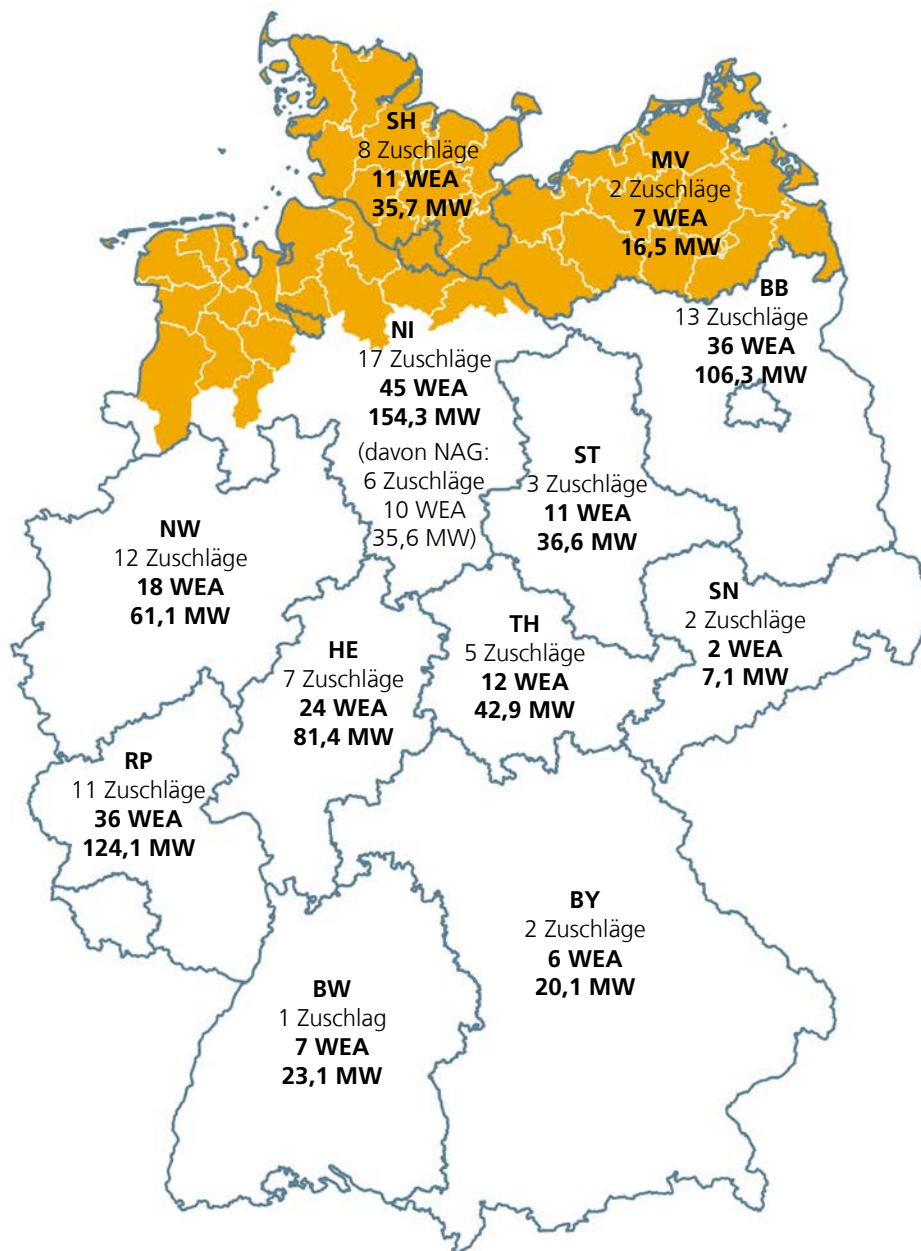 SH
8 Zuschläge
11 WEA
35,7 MW
MV
2 Zuschläge
7 WEA
16,5 MW
BB
13 Zuschläge
36 WEA
106,3 MW
NI
17 Zuschläge
45 WEA
154,3 MW
(davon NAG:
6 Zuschläge
10 WEA
35,6 MW)
ST
3 Zuschläge
11 WEA
36,6 MW
NW
12 Zuschläge
18 WEA
61,1 MW
SN
2 Zuschläge
2 WEA
7,1 MW
HE
7 Zuschläge
24 WEA
81,4 MW
TH
5 Zuschläge
12 WEA
42,9 MW
RP
11 Zuschläge
36 WEA
124,1 MW
BY
2 Zuschläge
6 WEA
20,1 MW
BW
1 Zuschlag
7 WEA
23,1 MW